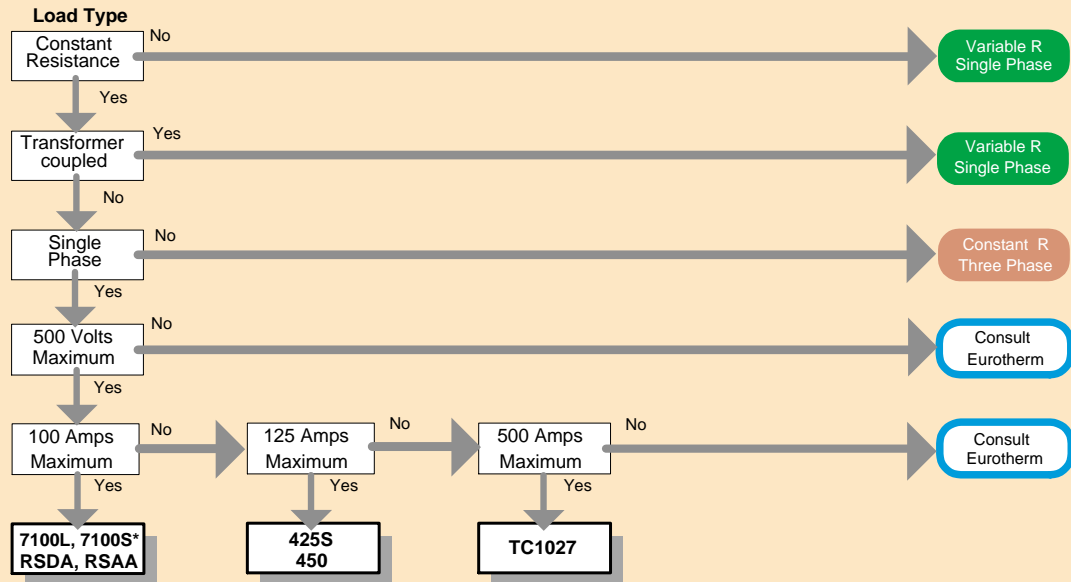 Load Type
Constant
Resistance
No
Variable R
Single Phase
Yes
Transformer
coupled
Yes
Variable R
Single Phase
No
Single
Phase
No
Constant R
Three Phase
Yes
500 Volts
Maximum
No
Consult
Eurotherm
Yes
100 Amps
Maximum
No
125 Amps
Maximum
No
500 Amps
Maximum
No
Consult
Eurotherm
Yes
Yes
Yes
7100L, 7100S*
RSDA, RSAA
425S
450
TC1027